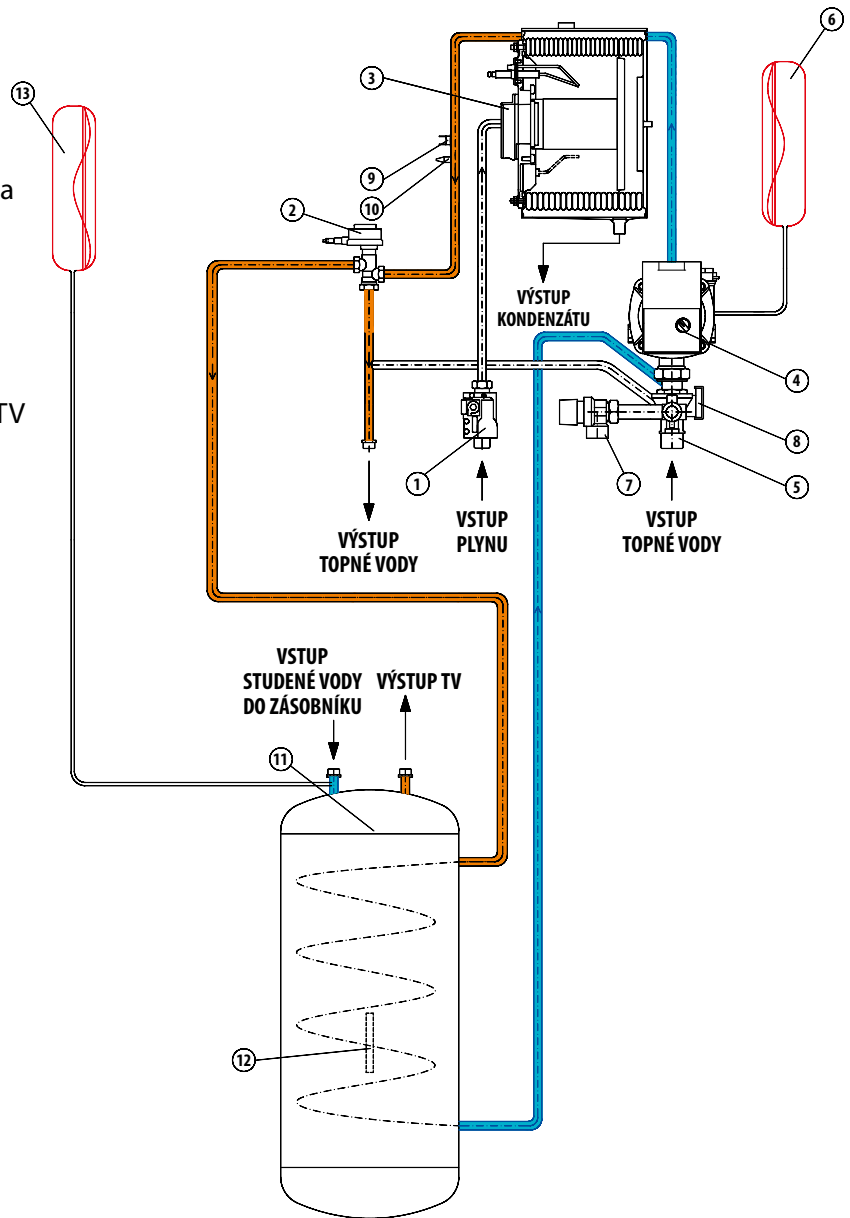 6
3
13
9
a
10
2
VÝSTUP
KONDENZÁTU
4
TV
8
1
7
5
VÝSTUP
TOPNÉ VODY
VSTUP
PLYNU
VSTUP
TOPNÉ VODY
VSTUP
STUDENÉ VODY
DO ZÁSOBNÍKU
VÝSTUP TV
11
12